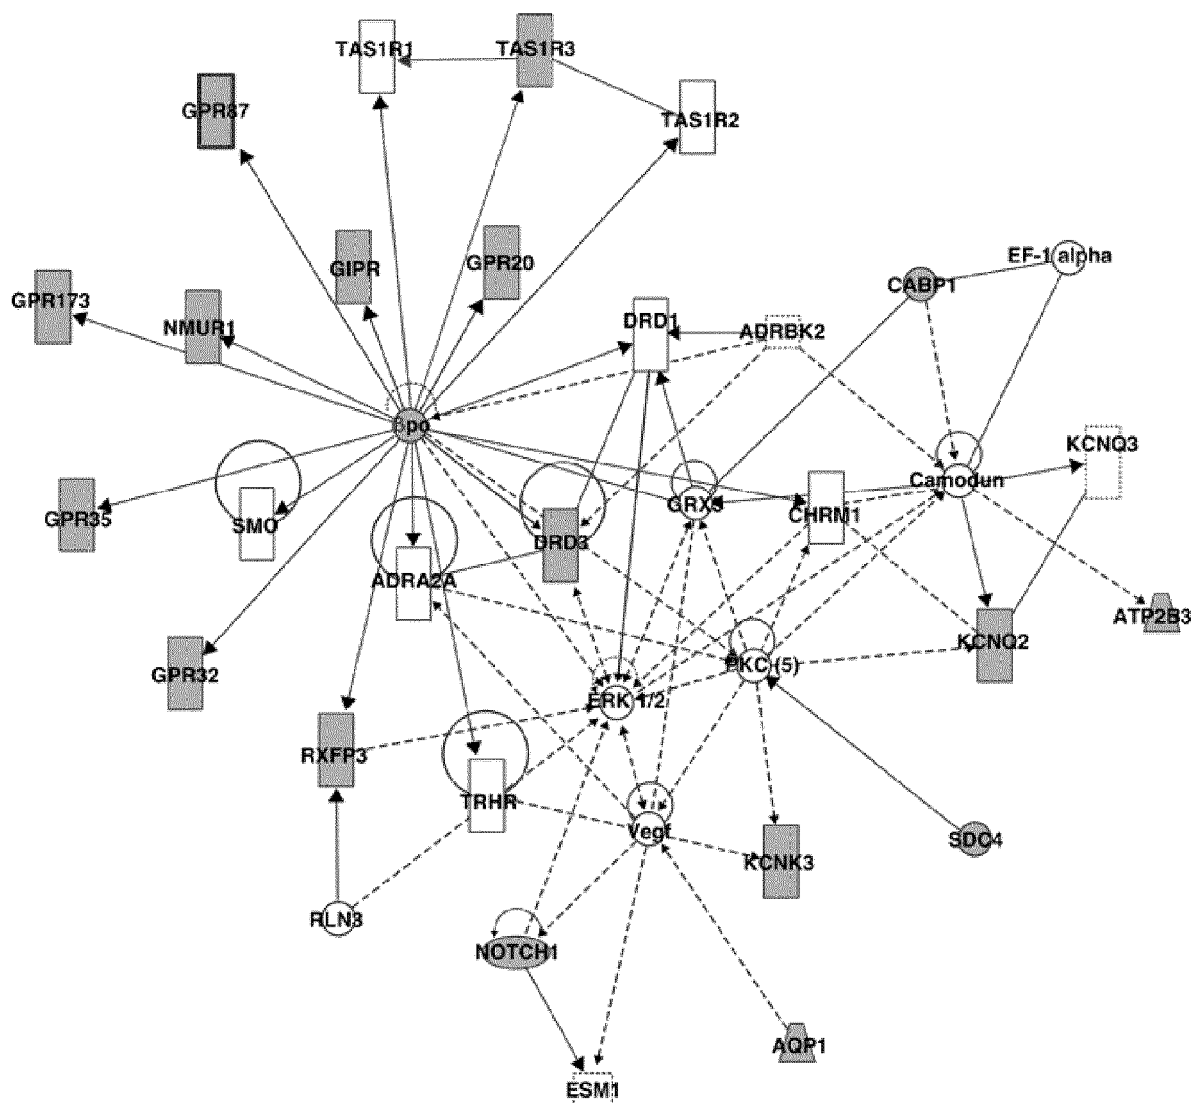 TAS1R1
TAS1R3
GPR87
TAS1R2
EF-1 alpha
GIPR
GPR20
CABP1
GPR173
NMUR1
DRD1
ADRBK2
KCNQ3
Camodun
GPR35
SMO
CHRM1
DRD3
ADRA2A
ATP2B3
KCNQ2
PKC (5)
GPR32
ERK 1/2
RXFP3
TRHR
Vegf
SDC4
KCNK3
RLN3
NOTCH1
AQP1
ESM1